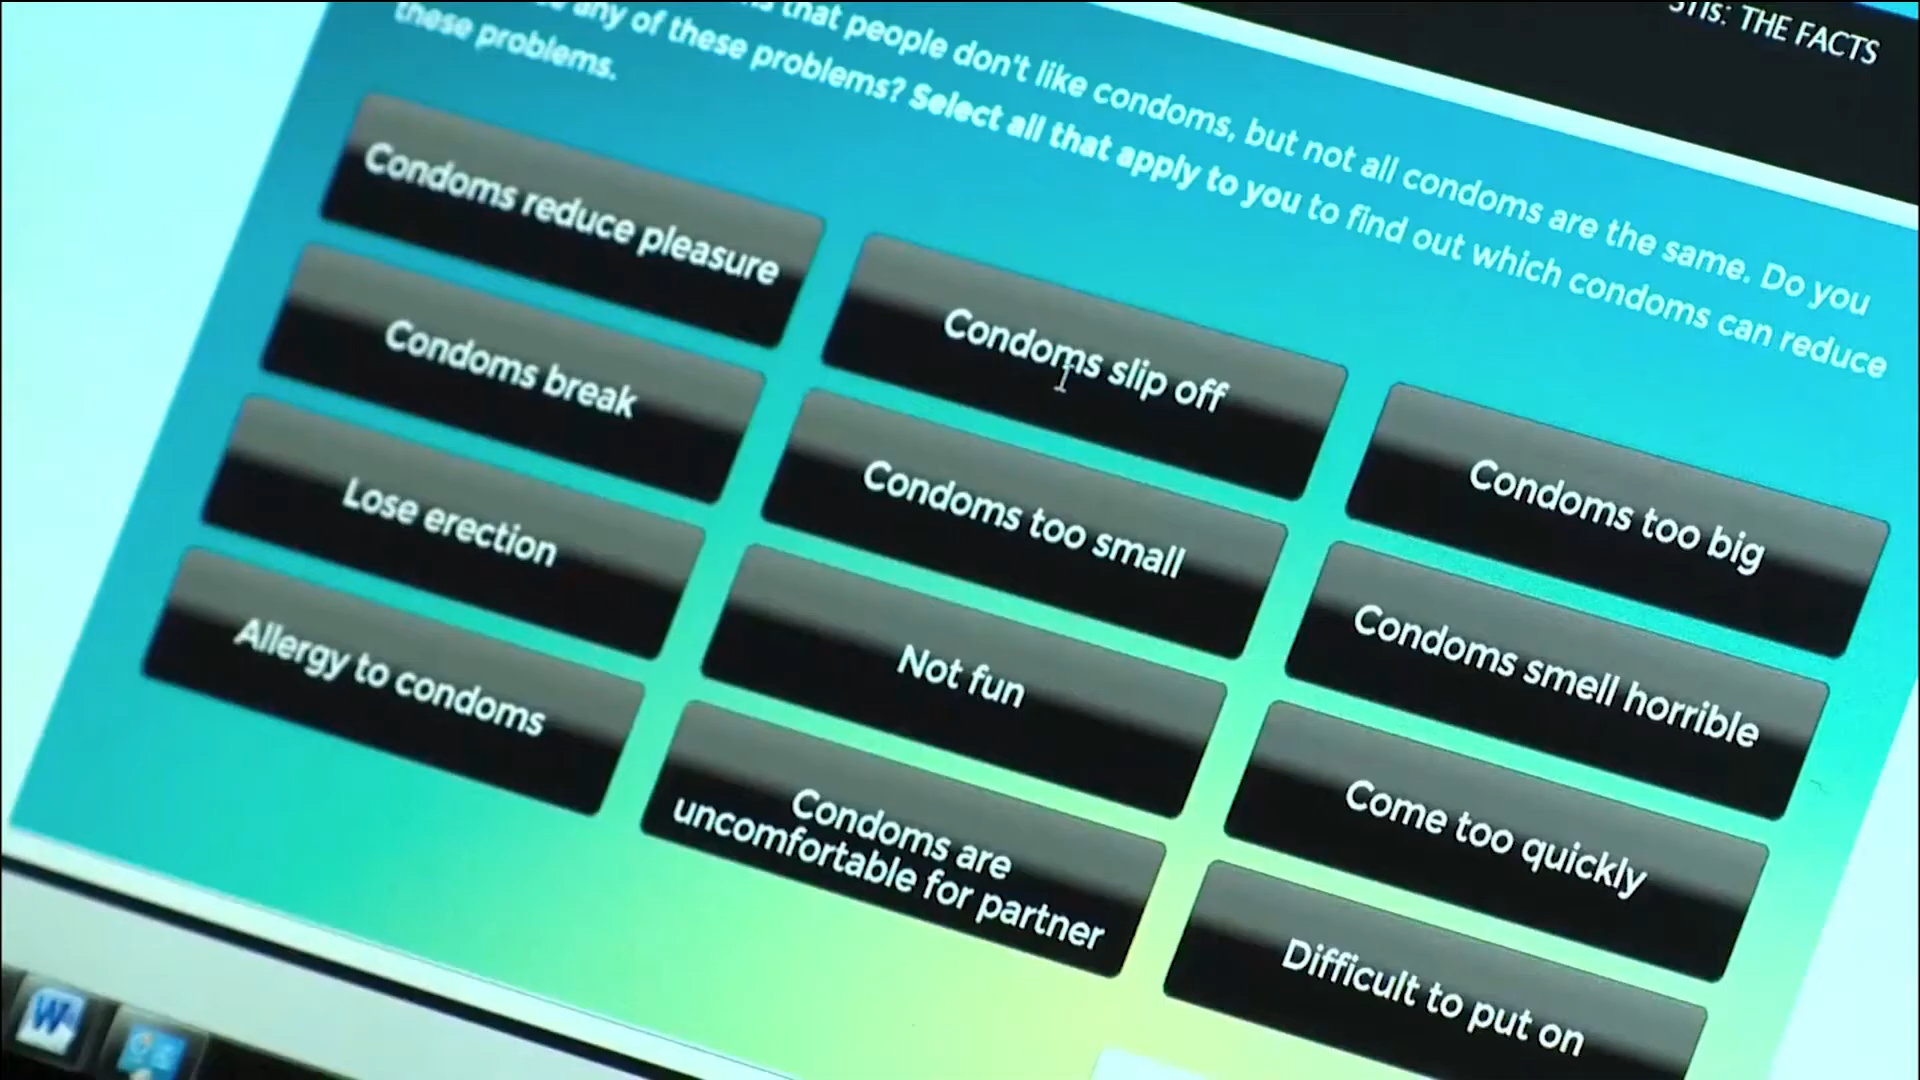 STIs: THE FACTS
that people don't like condoms, but not all condoms are the same. Do you
any of these problems? Select all that apply to you to find out which condoms can reduce
these problems.
Condoms reduce pleasure
Condoms slip off
Condoms too big
Condoms break
Condoms too small
Condoms smell horrible
Lose erection
Not fun
Come too quickly
Allergy to condoms
Condoms are
uncomfortable for partner
Difficult to put on
W